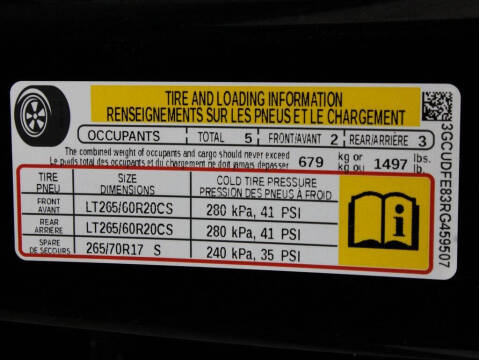 TIRE AND LOADING INFORMATION
RENSEIGNEMENTS SUR LES PNEUS ET LE CHARGEMENT
OCCUPANTS TOTAL 5 FRONT/AVANT 2 REAR/ARRIÈRE 3
The combined weight of occupants and cargo should never exceed 679 kg or 1497 lbs.
Le poids total des occupants et du chargement ne doit jamais dépasser kg ou lb.
TIRE SIZE COLD TIRE PRESSURE
PNEU DIMENSIONS PRESSION DES PNEUS À FROID
FRONT
AVANT LT265/60R20CS 280 kPa, 41 PSI
REAR
ARRIÈRE LT265/60R20CS 280 kPa, 41 PSI
SPARE
DE SECOURS 265/70R17 S 240 kPa, 35 PSI
3GCUDFE83RG459507